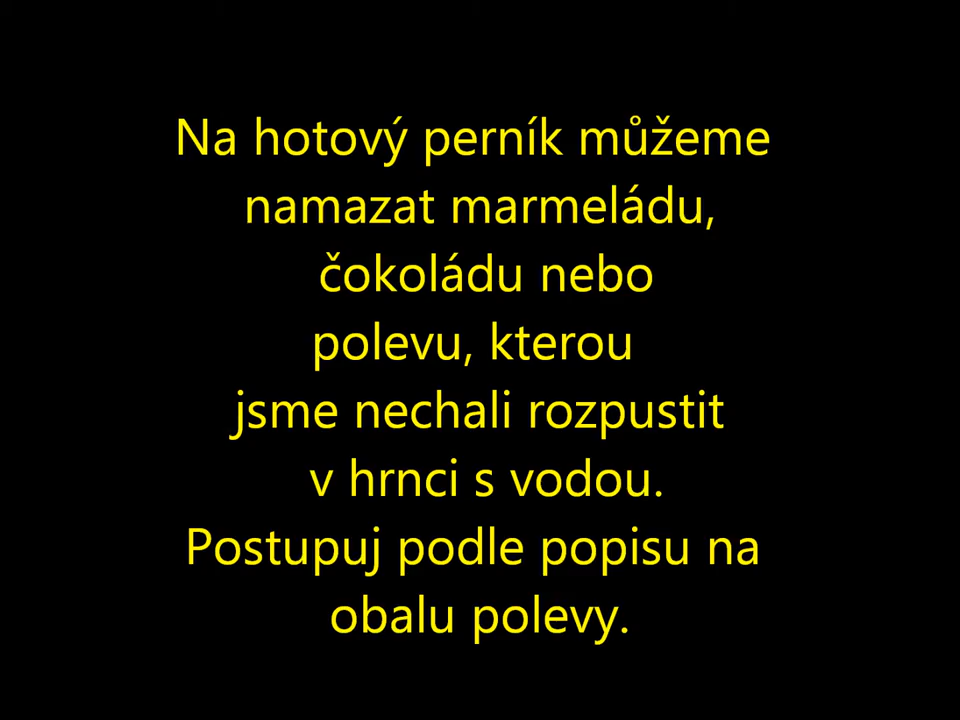 Na hotový perník můžeme
namazat marmeládu,
čokoládu nebo
polevu, kterou
jsme nechali rozpustit
v hrnci s vodou.
Postupuj podle popisu na
obalu polevy.